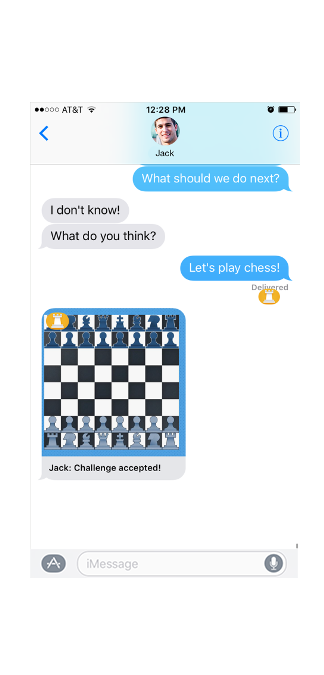 AT&T 12:28 PM
Jack
What should we do next?
I don't know!
What do you think?
Let's play chess!
Delivered
Jack: Challenge accepted!
iMessage